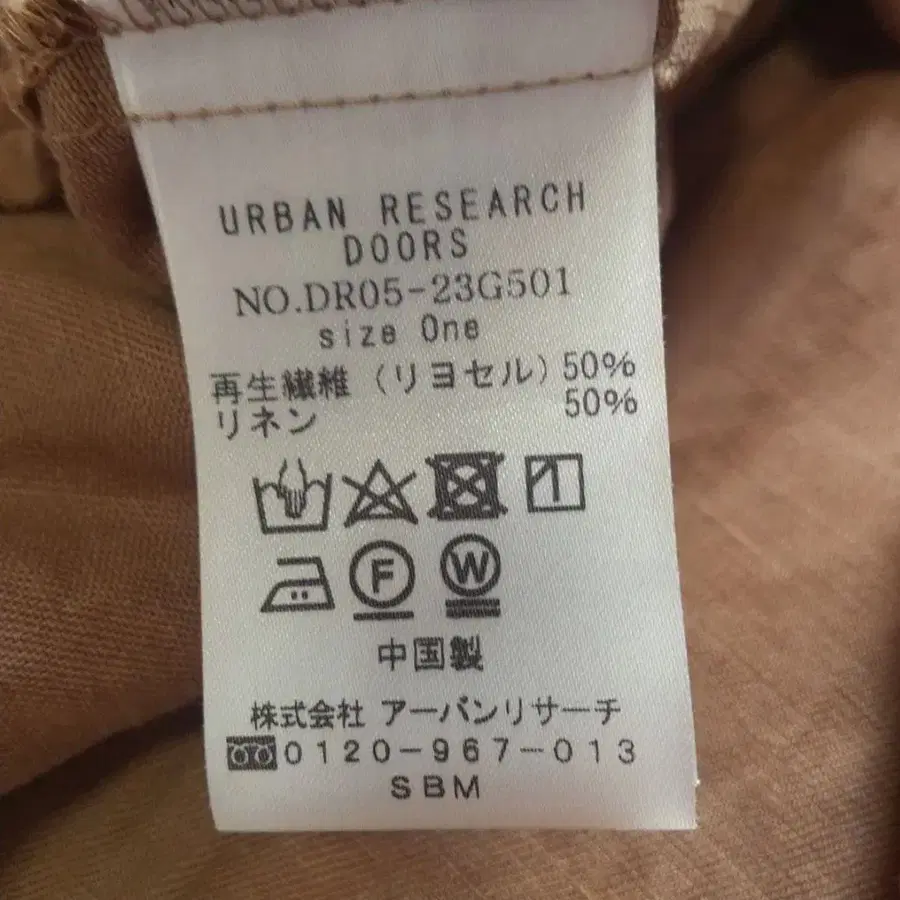 URBAN RESEARCH
DOORS
NO.DR05-23G501
size One
再生繊維（リヨセル）50%
リネン 50%
F W
中国製
株式会社 アーバンリサーチ
0120-967-013
SBM